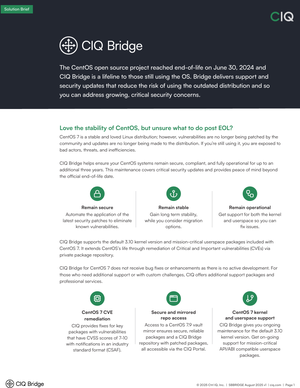 Solution Brief
CIQ
CIQ Bridge
The CentOS open source project reached end-of-life on June 30, 2024 and
CIQ Bridge is a lifeline to those still using the OS. Bridge delivers support and
security updates that reduce the risk of using the outdated distribution and so
you can address growing, critical security concerns.
Love the stability of CentOS, but unsure what to do post EOL?
CentOS 7 is a stable and loved Linux distribution; however, vulnerabilities are no longer being patched by the
community and updates are no longer being made to the distribution. If you're still using it, you are exposed to
bad actors, threats, and inefficiencies.
CIQ Bridge helps ensure your CentOS systems remain secure, compliant, and fully operational for up to an
additional three years. This maintenance covers critical security updates and provides peace of mind beyond
the official end-of-life date.
Remain secure
Automate the application of the
latest security patches to eliminate
known vulnerabilities.
Remain stable
Gain long term stability,
while you consider migration
options.
Remain operational
Get support for both the kernel
and userspace so you can
fix issues.
CIQ Bridge supports the default 3.10 kernel version and mission-critical userspace packages included with
CentOS 7. It extends CentOS's life through remediation of Critical and Important vulnerabilities (CVEs) via
private package repository.
CIQ Bridge for CentOS 7 does not receive bug fixes or enhancements as there is no active development. For
those who need additional support or with custom challenges, CIQ offers additional support packages and
professional services.
CentOS 7 CVE
remediation
CIQ provides fixes for key
packages with vulnerabilities
that have CVSS scores of 7-10
with notifications in an industry
standard format (CSAF).
Secure and mirrored
repo access
Access to a CentOS 7.9 vault
mirror ensures secure, reliable
packages and a CIQ Bridge
repository with patched packages,
all accessible via the CIQ Portal.
CentOS 7 kernel
and userspace support
CIQ Bridge gives you ongoing
maintenance for the default 3.10
kernel version. Get on-going
support for mission-critical
API/ABI compatible userspace
packages.
CIQ Bridge